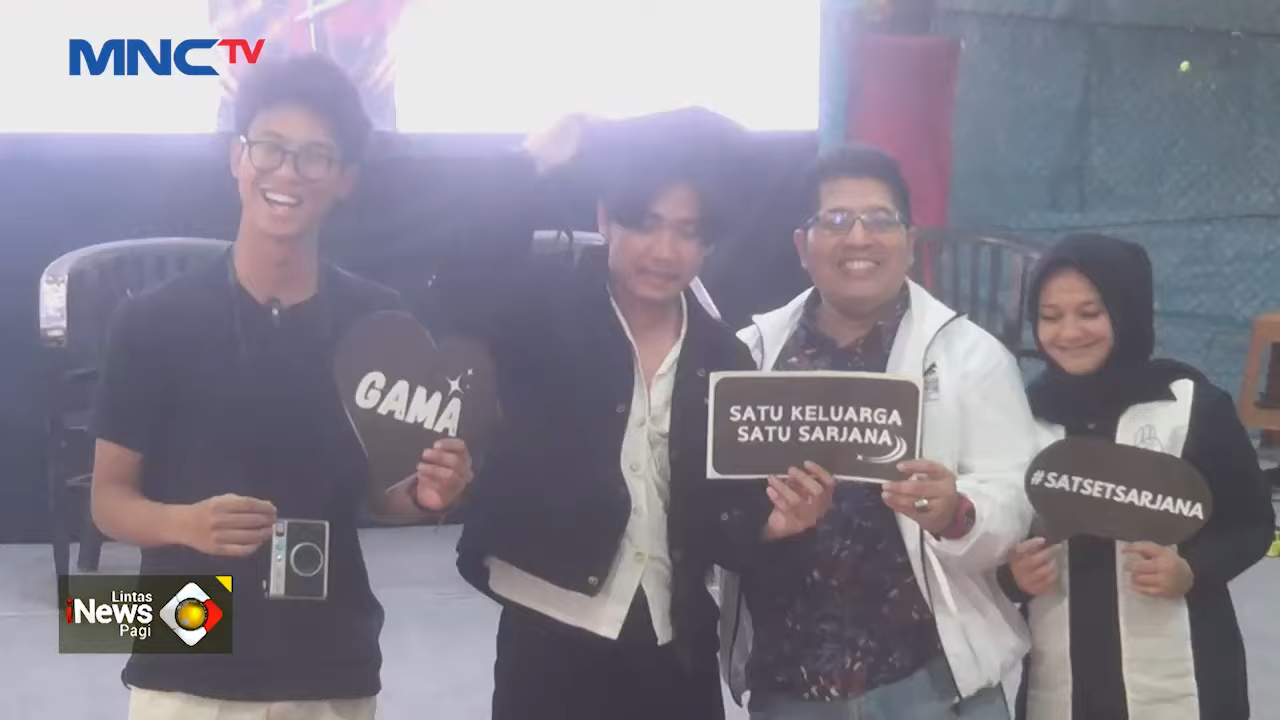 MNCTV
GAMA
SATU KELUARGA
SATU SARJANA
#SATSETSARJANA
Lintas
iNews
Pagi